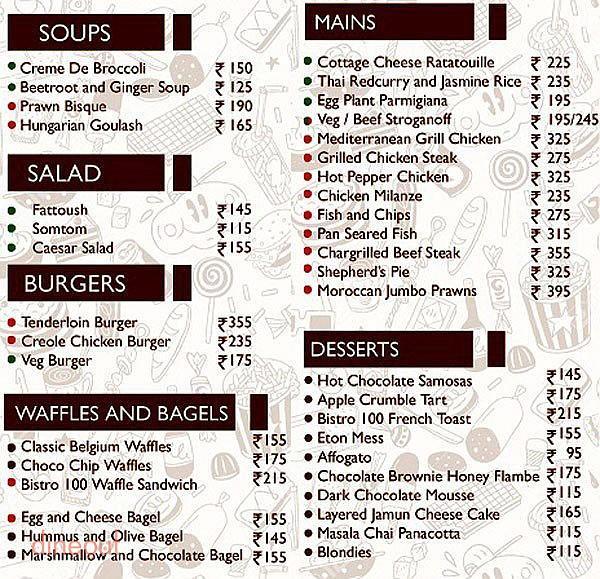 SOUPS
Creme De Broccoli ₹ 150
Beetroot and Ginger Soup ₹ 125
Prawn Bisque ₹ 190
Hungarian Goulash ₹ 165
SALAD
Fattoush ₹145
Somtom ₹115
Caesar Salad ₹155
BURGERS
Tenderloin Burger ₹355
Creole Chicken Burger ₹235
Veg Burger ₹175
WAFFLES AND BAGELS
Classic Belgium Waffles ₹155
Choco Chip Waffles ₹175
Bistro 100 Waffle Sandwich ₹215
Egg and Cheese Bagel ₹155
Hummus and Olive Bagel ₹145
Marshmallow and Chocolate Bagel ₹155
dineout
MAINS
Cottage Cheese Ratatouille ₹ 225
Thai Redcurry and Jasmine Rice ₹ 235
Egg Plant Parmigiana ₹ 195
Veg / Beef Stroganoff ₹ 195/245
Mediterranean Grill Chicken ₹ 325
Grilled Chicken Steak ₹ 275
Hot Pepper Chicken ₹ 325
Chicken Milanze ₹ 235
Fish and Chips ₹ 275
Pan Seared Fish ₹ 315
Chargrilled Beef Steak ₹ 355
Shepherd's Pie ₹ 325
Moroccan Jumbo Prawns ₹ 395
DESSERTS
Hot Chocolate Samosas ₹145
Apple Crumble Tart ₹175
Bistro 100 French Toast ₹215
Eton Mess ₹155
Affogato ₹ 95
Chocolate Brownie Honey Flambe ₹175
Dark Chocolate Mousse ₹115
Layered Jamun Cheese Cake ₹165
Masala Chai Panacotta ₹115
Blondies ₹115